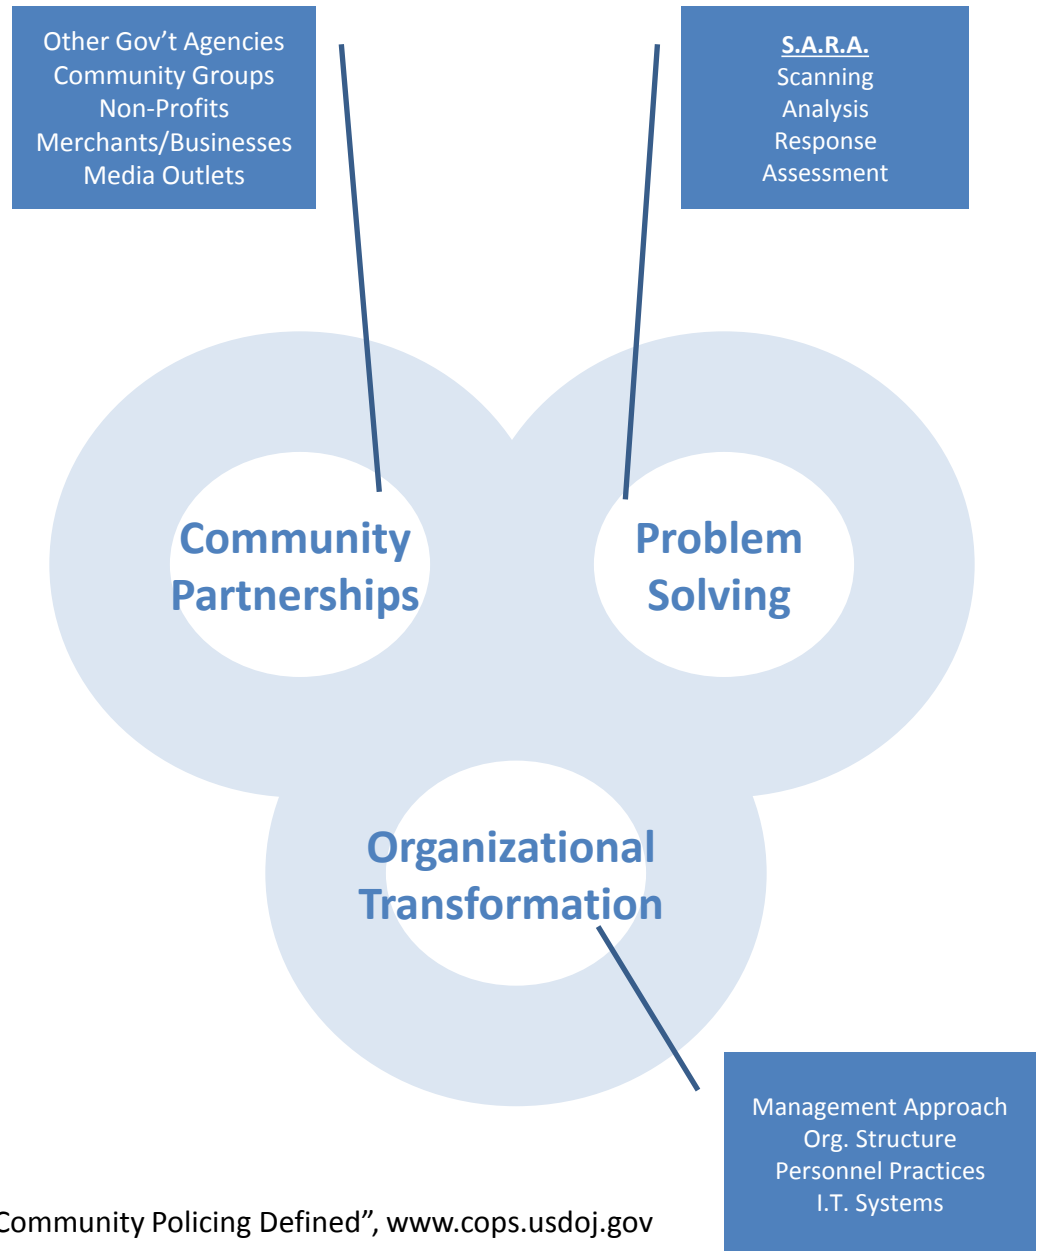 Other Gov’t Agencies
Community Groups
Non-Profits
Merchants/Businesses
Media Outlets
S.A.R.A.
Scanning
Analysis
Response
Assessment
Community
Partnerships
Problem
Solving
Organizational
Transformation
Management Approach
Org. Structure
Personnel Practices
I.T. Systems
Community Policing Defined”, www.cops.usdoj.gov